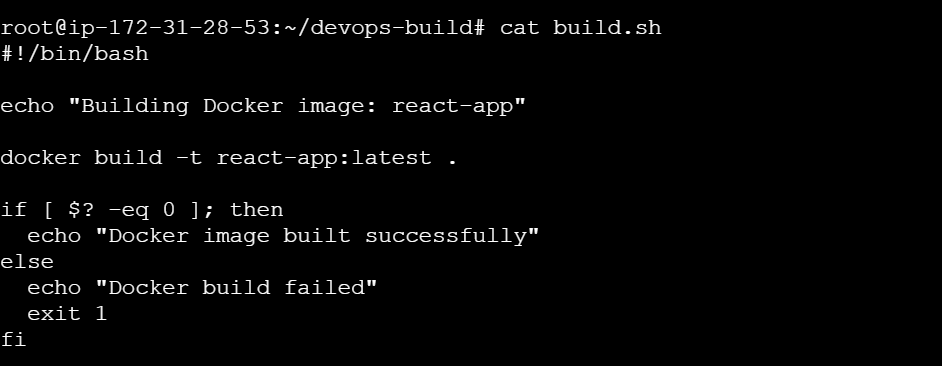 root@ip-172-31-28-53:~/devops-build# cat build.sh
#!/bin/bash
echo "Building Docker image: react-app"
docker build -t react-app:latest .
if [ $? -eq 0 ]; then
  echo "Docker image built successfully"
else
  echo "Docker build failed"
  exit 1
fi